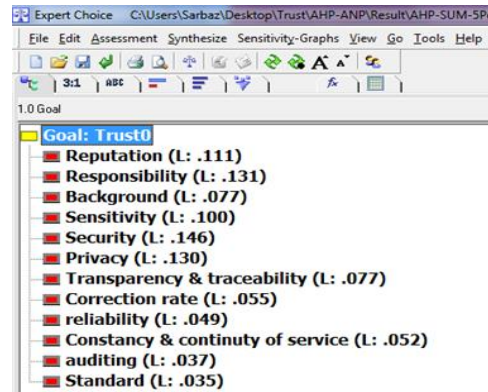 Expert Choice C:\Users\Sarbaz\Desktop\Trust\AHP-ANP\Result\AHP-SUM-5Pe
File Edit Assessment Synthesize Sensitivity-Graphs View Go Tools Help
3:1 ABC fx
1.0 Goal
Goal: Trust0
Reputation (L: .111)
Responsibility (L: .131)
Background (L: .077)
Sensitivity (L: .100)
Security (L: .146)
Privacy (L: .130)
Transparency & traceability (L: .077)
Correction rate (L: .055)
reliability (L: .049)
Constancy & continuty of service (L: .052)
auditing (L: .037)
Standard (L: .035)